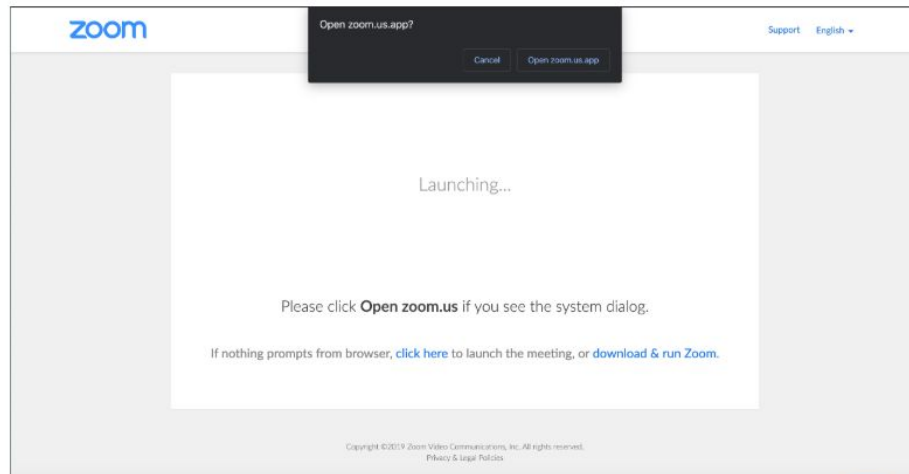 zoom
Open zoom.us.app?
Cancel Open zoom.us.app
Support English
Launching...
Please click Open zoom.us if you see the system dialog.
If nothing prompts from browser, click here to launch the meeting, or download & run Zoom.
Copyright ©2019 Zoom Video Communications, Inc. All rights reserved.
Privacy & Legal Policies